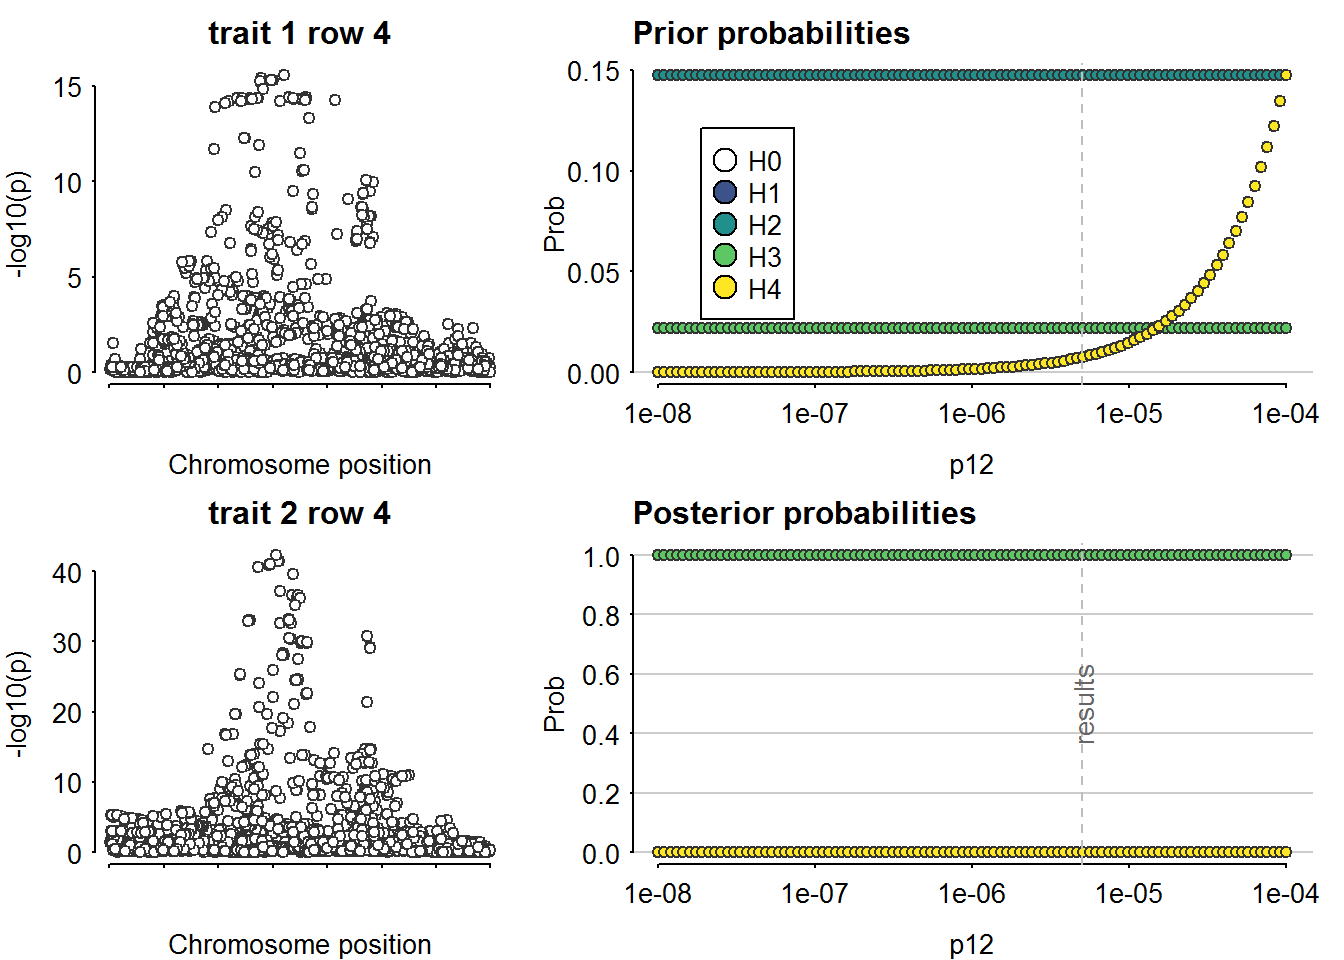 trait 1 row 4
15
10
5
0
-log10(p)
Chromosome position
Prior probabilities
0.15
0.10
0.05
0.00
Prob
H0
H1
H2
H3
H4
1e-08 1e-07 1e-06 1e-05 1e-04
p12
trait 2 row 4
40
30
20
10
0
-log10(p)
Chromosome position
Posterior probabilities
1.0
0.8
0.6
0.4
0.2
0.0
Prob
results
1e-08 1e-07 1e-06 1e-05 1e-04
p12